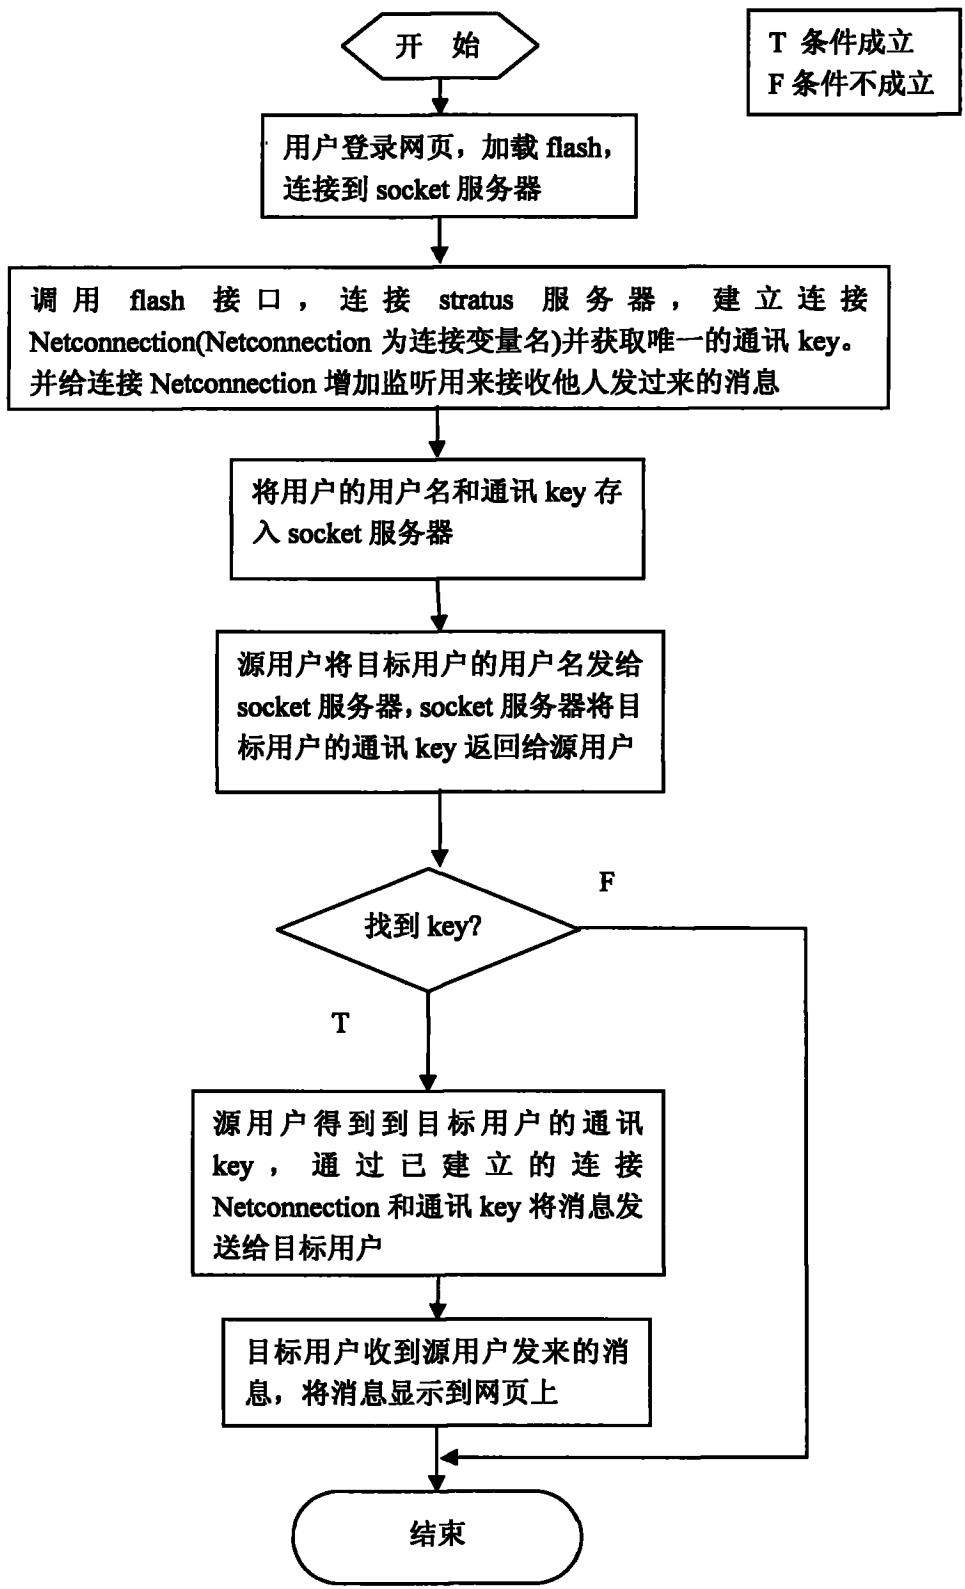 开 始
T 条件成立
F 条件不成立
用户登录网页，加载 flash，
连接到 socket 服务器
调用 flash 接口，连接 stratus 服务器，建立连接
Netconnection(Netconnection 为连接变量名)并获取唯一的通讯 key。
并给连接 Netconnection 增加监听用来接收他人发过来的消息
将用户的用户名和通讯 key 存
入 socket 服务器
源用户将目标用户的用户名发给
socket 服务器，socket 服务器将目
标用户的通讯 key 返回给源用户
F
找到 key?
T
源用户得到到目标用户的通讯
key，通过已建立的连接
Netconnection 和通讯 key 将消息发
送给目标用户
目标用户收到源用户发来的消
息，将消息显示到网页上
结束